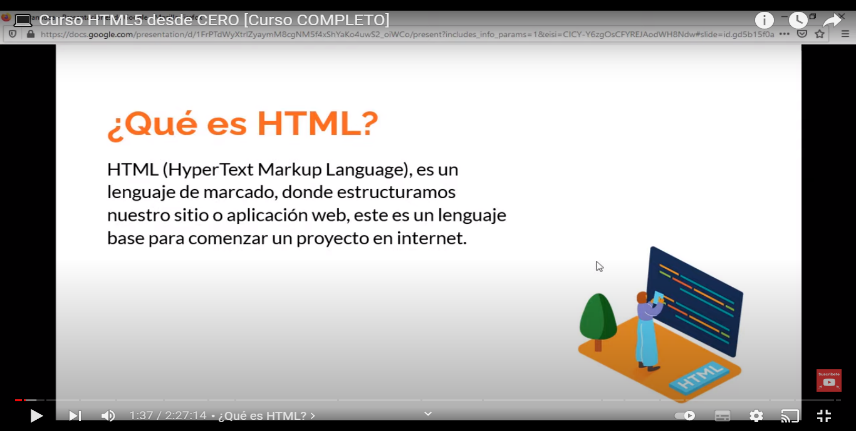 Curso HTML5 desde CERO [Curso COMPLETO]
¿Qué es HTML?
HTML (HyperText Markup Language), es un
lenguaje de marcado, donde estructuramos
nuestro sitio o aplicación web, este es un lenguaje
base para comenzar un proyecto en internet.
HTML
1:37 / 2:27:14 • ¿Qué es HTML? >